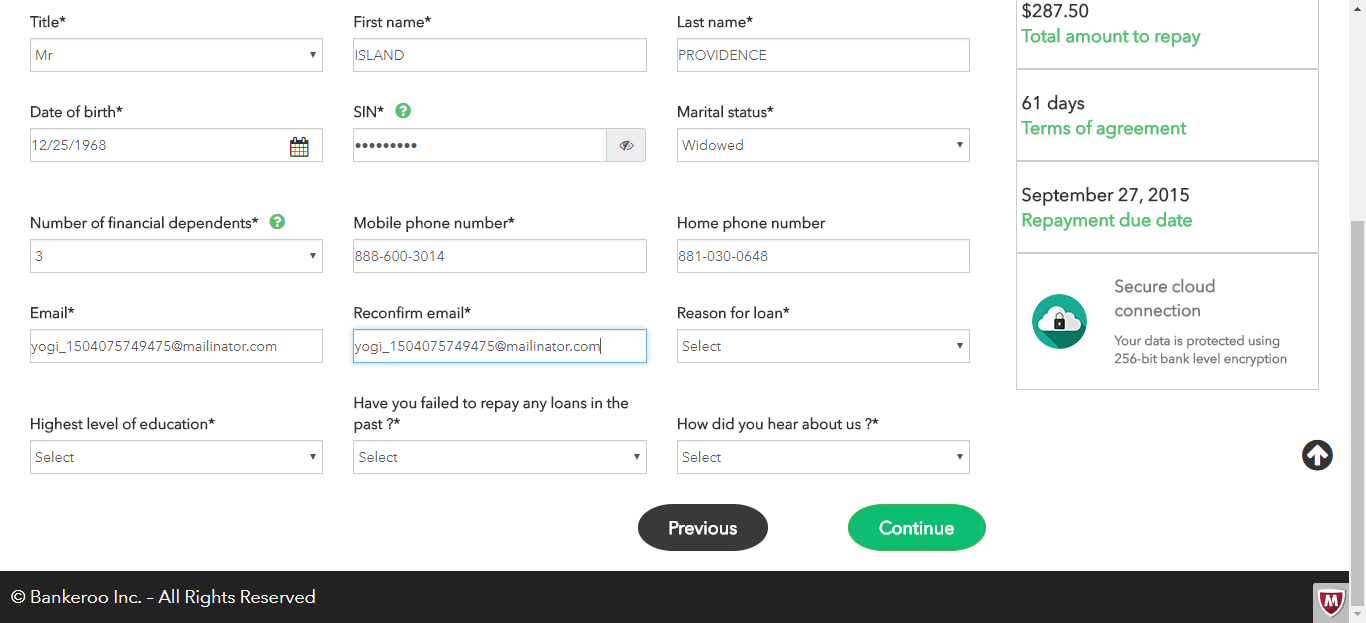 Title* First name* Last name*
Mr ISLAND PROVIDENCE
Date of birth* SIN* ? Marital status*
12/25/1968 ••••••••• Widowed
Number of financial dependents* ? Mobile phone number* Home phone number
3 888-600-3014 881-030-0648
Email* Reconfirm email* Reason for loan*
yogi_1504075749475@mailinator.com yogi_1504075749475@mailinator.com Select
Highest level of education* Have you failed to repay any loans in the
past ?* How did you hear about us ?*
Select Select Select
Previous Continue
$287.50
Total amount to repay
61 days
Terms of agreement
September 27, 2015
Repayment due date
Secure cloud
connection
Your data is protected using
256-bit bank level encryption
© Bankeroo Inc. – All Rights Reserved
M